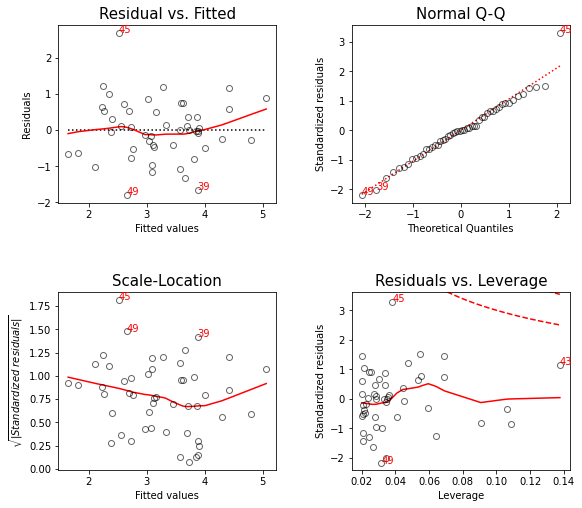 Residual vs. Fitted
45
49
39
Residuals
2
1
0
−1
−2
2 3 4 5
Fitted values
Normal Q-Q
45
49
39
Standardized residuals
3
2
1
0
−1
−2
−2 −1 0 1 2
Theoretical Quantiles
Scale-Location
45
49
39
√|Standardized residuals|
1.75
1.50
1.25
1.00
0.75
0.50
0.25
0.00
2 3 4 5
Fitted values
Residuals vs. Leverage
45
43
49
Standardized residuals
3
2
1
0
−1
−2
0.02 0.04 0.06 0.08 0.10 0.12 0.14
Leverage